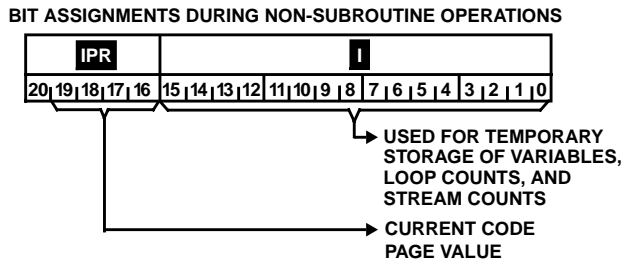 BIT ASSIGNMENTS DURING NON-SUBROUTINE OPERATIONS
IPR I
20 19 18 17 16 15 14 13 12 11 10 9 8 7 6 5 4 3 2 1 0
USED FOR TEMPORARY
STORAGE OF VARIABLES,
LOOP COUNTS, AND
STREAM COUNTS
CURRENT CODE
PAGE VALUE